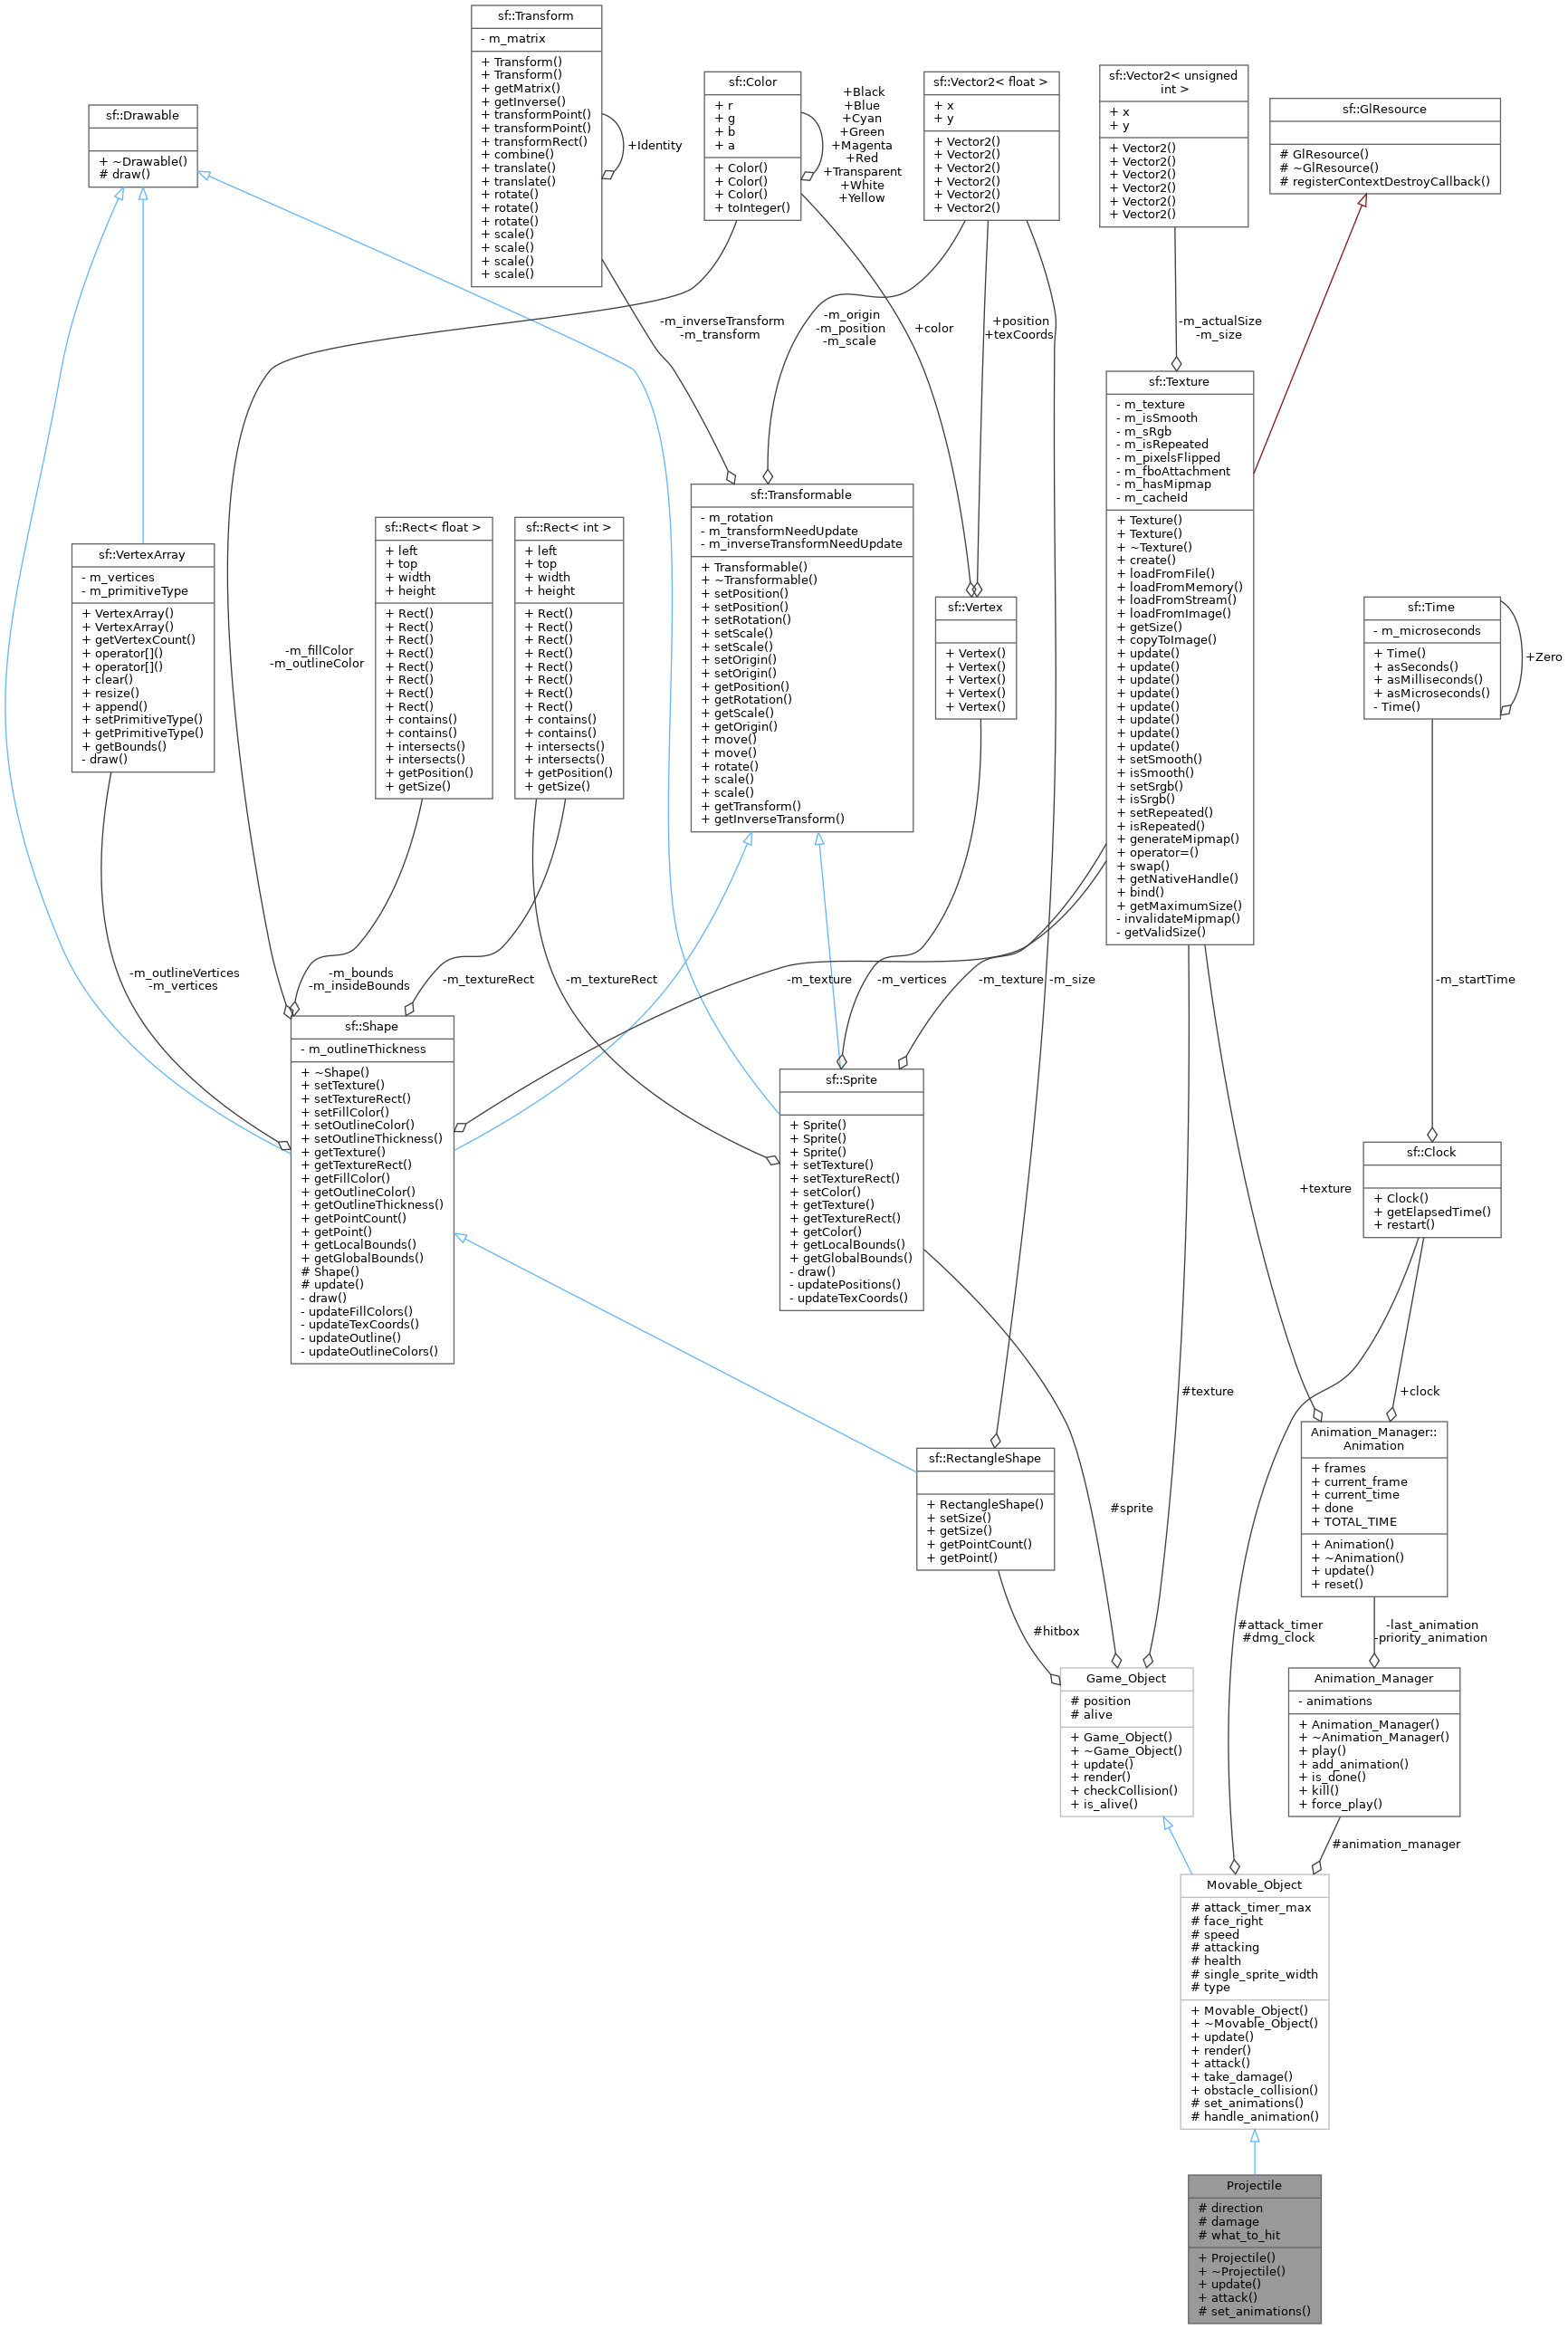 sf::Transform
- m_matrix
+ Transform()
+ Transform()
+ getMatrix()
+ getInverse()
+ transformPoint()
+ transformPoint()
+ transformRect()
+ combine()
+ translate()
+ translate()
+ rotate()
+ rotate()
+ rotate()
+ scale()
+ scale()
+ scale()
+ scale()
+Identity
sf::Color
+ r
+ g
+ b
+ a
+ Color()
+ Color()
+ Color()
+ toInteger()
+Black
+Blue
+Cyan
+Green
+Magenta
+Red
+Transparent
+White
+Yellow
sf::Vector2< float >
+ x
+ y
+ Vector2()
+ Vector2()
+ Vector2()
+ Vector2()
+ Vector2()
+ Vector2()
sf::Vector2< unsigned
int >
+ x
+ y
+ Vector2()
+ Vector2()
+ Vector2()
+ Vector2()
+ Vector2()
+ Vector2()
sf::GlResource
# GlResource()
# ~GlResource()
# registerContextDestroyCallback()
sf::Drawable
+ ~Drawable()
# draw()
-m_inverseTransform
-m_transform
-m_origin
-m_position
-m_scale
+color
+position
+texCoords
-m_actualSize
-m_size
sf::Texture
- m_texture
- m_isSmooth
- m_sRgb
- m_isRepeated
- m_pixelsFlipped
- m_fboAttachment
- m_hasMipmap
- m_cacheId
+ Texture()
+ Texture()
+ ~Texture()
+ create()
+ loadFromFile()
+ loadFromMemory()
+ loadFromStream()
+ loadFromImage()
+ getSize()
+ copyToImage()
+ update()
+ update()
+ update()
+ update()
+ update()
+ update()
+ update()
+ update()
+ setSmooth()
+ isSmooth()
+ setSrgb()
+ isSrgb()
+ setRepeated()
+ isRepeated()
+ generateMipmap()
+ operator=()
+ swap()
+ getNativeHandle()
+ bind()
+ getMaximumSize()
- invalidateMipmap()
- getValidSize()
sf::Transformable
- m_rotation
- m_transformNeedUpdate
- m_inverseTransformNeedUpdate
+ Transformable()
+ ~Transformable()
+ setPosition()
+ setPosition()
+ setRotation()
+ setScale()
+ setScale()
+ setOrigin()
+ setOrigin()
+ getPosition()
+ getRotation()
+ getScale()
+ getOrigin()
+ move()
+ move()
+ rotate()
+ scale()
+ scale()
+ getTransform()
+ getInverseTransform()
sf::VertexArray
- m_vertices
- m_primitiveType
+ VertexArray()
+ VertexArray()
+ getVertexCount()
+ operator[]()
+ operator[]()
+ clear()
+ resize()
+ append()
+ setPrimitiveType()
+ getPrimitiveType()
+ getBounds()
- draw()
-m_fillColor
-m_outlineColor
sf::Rect< float >
+ left
+ top
+ width
+ height
+ Rect()
+ Rect()
+ Rect()
+ Rect()
+ Rect()
+ Rect()
+ Rect()
+ Rect()
+ contains()
+ contains()
+ intersects()
+ intersects()
+ getPosition()
+ getSize()
sf::Rect< int >
+ left
+ top
+ width
+ height
+ Rect()
+ Rect()
+ Rect()
+ Rect()
+ Rect()
+ Rect()
+ Rect()
+ Rect()
+ contains()
+ contains()
+ intersects()
+ intersects()
+ getPosition()
+ getSize()
sf::Vertex
+ Vertex()
+ Vertex()
+ Vertex()
+ Vertex()
+ Vertex()
sf::Time
- m_microseconds
+ Time()
+ asSeconds()
+ asMilliseconds()
+ asMicroseconds()
- Time()
+Zero
-m_outlineVertices
-m_vertices
-m_bounds
-m_insideBounds
-m_textureRect
-m_textureRect
-m_texture
-m_vertices
-m_texture
-m_size
-m_startTime
sf::Shape
- m_outlineThickness
+ ~Shape()
+ setTexture()
+ setTextureRect()
+ setFillColor()
+ setOutlineColor()
+ setOutlineThickness()
+ getTexture()
+ getTextureRect()
+ getFillColor()
+ getOutlineColor()
+ getOutlineThickness()
+ getPointCount()
+ getPoint()
+ getLocalBounds()
+ getGlobalBounds()
# Shape()
# update()
- draw()
- updateFillColors()
- updateTexCoords()
- updateOutline()
- updateOutlineColors()
sf::Sprite
+ Sprite()
+ Sprite()
+ Sprite()
+ setTexture()
+ setTextureRect()
+ setColor()
+ getTexture()
+ getTextureRect()
+ getColor()
+ getLocalBounds()
+ getGlobalBounds()
- draw()
- updatePositions()
- updateTexCoords()
sf::Clock
+ Clock()
+ getElapsedTime()
+ restart()
+texture
#texture
+clock
sf::RectangleShape
+ RectangleShape()
+ setSize()
+ getSize()
+ getPointCount()
+ getPoint()
#sprite
Animation_Manager::
Animation
+ frames
+ current_frame
+ current_time
+ done
+ TOTAL_TIME
+ Animation()
+ ~Animation()
+ update()
+ reset()
#hitbox
#attack_timer
#dmg_clock
-last_animation
-priority_animation
Game_Object
# position
# alive
+ Game_Object()
+ ~Game_Object()
+ update()
+ render()
+ checkCollision()
+ is_alive()
Animation_Manager
- animations
+ Animation_Manager()
+ ~Animation_Manager()
+ play()
+ add_animation()
+ is_done()
+ kill()
+ force_play()
#animation_manager
Movable_Object
# attack_timer_max
# face_right
# speed
# attacking
# health
# single_sprite_width
# type
+ Movable_Object()
+ ~Movable_Object()
+ update()
+ render()
+ attack()
+ take_damage()
+ obstacle_collision()
# set_animations()
# handle_animation()
Projectile
# direction
# damage
# what_to_hit
+ Projectile()
+ ~Projectile()
+ update()
+ attack()
# set_animations()